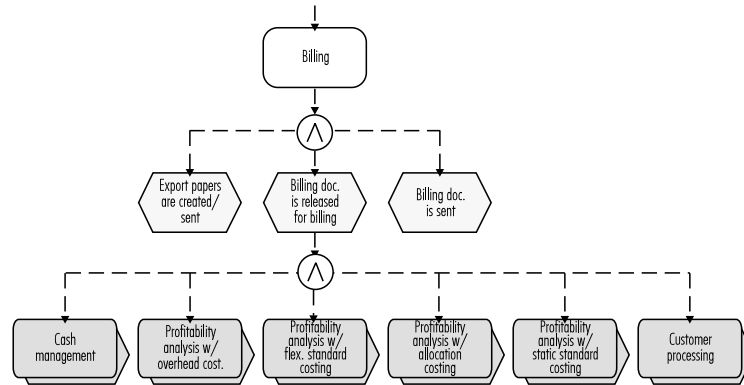 Billing
Export papers
are created/
sent
Billing doc.
is released
for billing
Billing doc.
is sent
Cash
management
Profitability
analysis w/
overhead cost.
Profitability
analysis w/
flex. standard
costing
Profitability
analysis w/
allocation
costing
Profitability
analysis w/
static standard
costing
Customer
processing